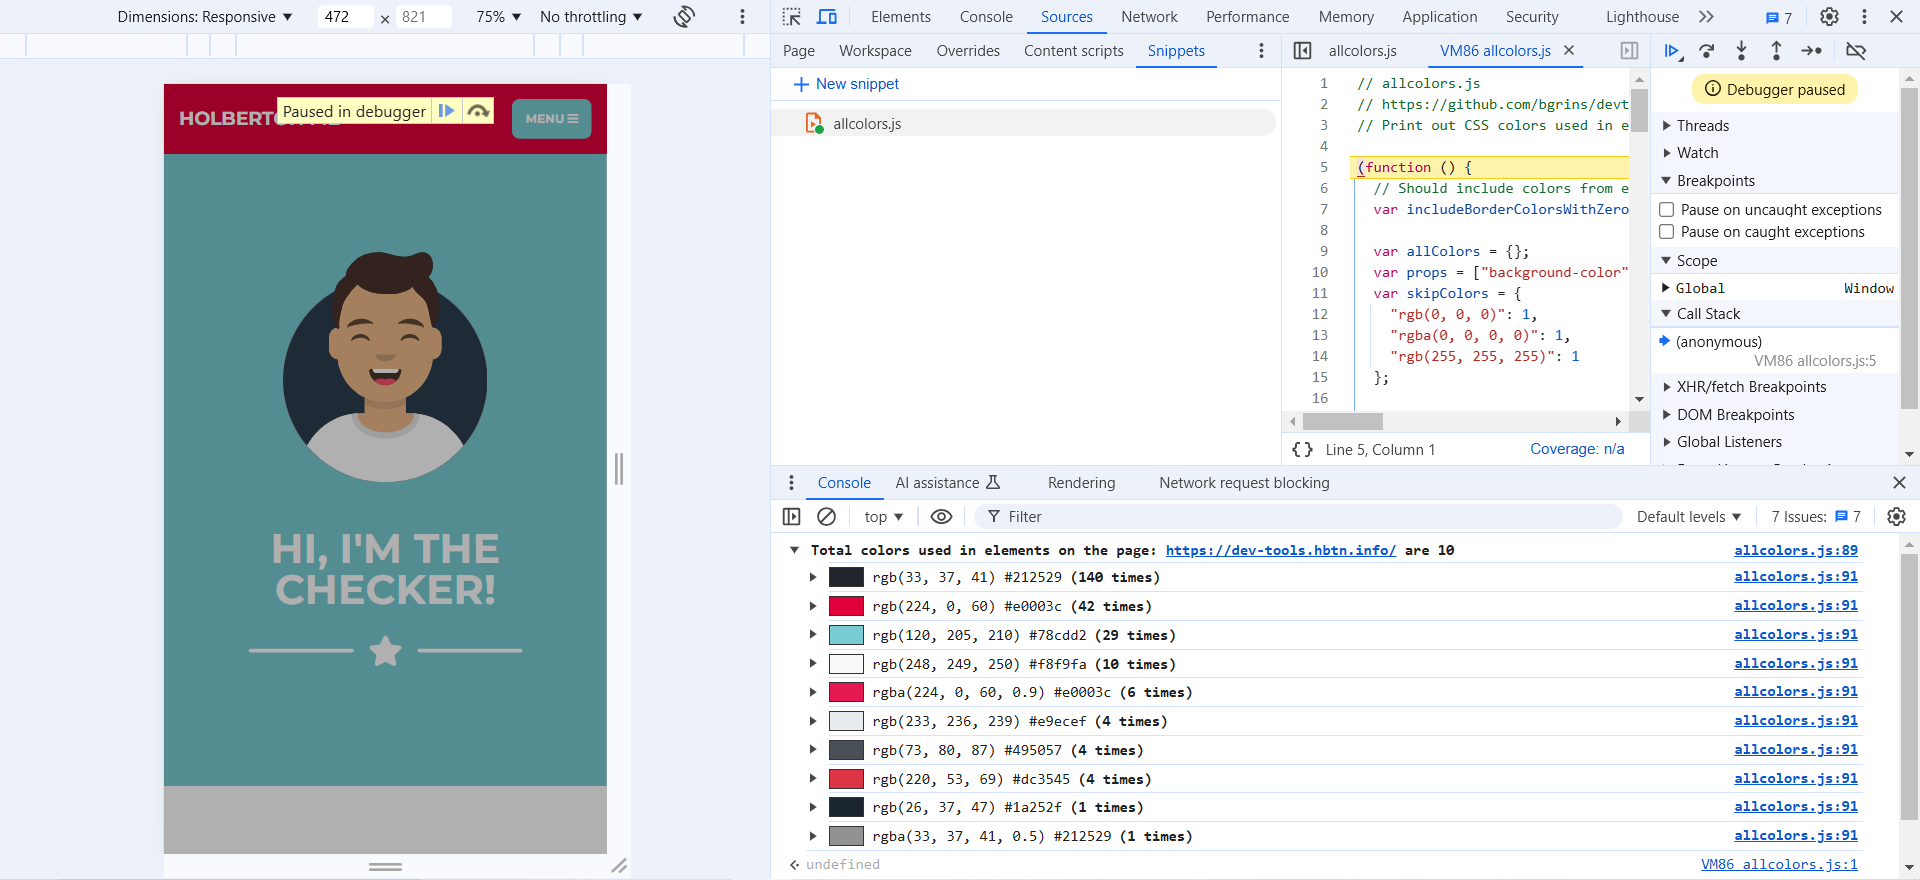 Dimensions: Responsive ▼ 472 × 821 75% ▼ No throttling ▼
Elements Console Sources Network Performance Memory Application Security Lighthouse 7
Page Workspace Overrides Content scripts Snippets
allcolors.js VM86 allcolors.js
New snippet
allcolors.js
Paused in debugger
MENU
HI, I'M THE
CHECKER!
1 // allcolors.js
2 // https://github.com/bgrins/devt
3 // Print out CSS colors used in e
4
5 (function () {
6 // Should include colors from e
7 var includeBorderColorsWithZero
8
9 var allColors = {};
10 var props = ["background-color"
11 var skipColors = {
12 "rgb(0, 0, 0)": 1,
13 "rgba(0, 0, 0, 0)": 1,
14 "rgb(255, 255, 255)": 1
15 };
16
{} Line 5, Column 1 Coverage: n/a
Debugger paused
Threads
Watch
Breakpoints
Pause on uncaught exceptions
Pause on caught exceptions
Scope
Global Window
Call Stack
(anonymous)
VM86 allcolors.js:5
XHR/fetch Breakpoints
DOM Breakpoints
Global Listeners
Console AI assistance Rendering Network request blocking
top ▼ Filter Default levels ▼ 7 Issues: 7
Total colors used in elements on the page: https://dev-tools.hbtn.info/ are 10 allcolors.js:89
rgb(33, 37, 41) #212529 (140 times) allcolors.js:91
rgb(224, 0, 60) #e0003c (42 times) allcolors.js:91
rgb(120, 205, 210) #78cdd2 (29 times) allcolors.js:91
rgb(248, 249, 250) #f8f9fa (10 times) allcolors.js:91
rgba(224, 0, 60, 0.9) #e0003c (6 times) allcolors.js:91
rgb(233, 236, 239) #e9ecef (4 times) allcolors.js:91
rgb(73, 80, 87) #495057 (4 times) allcolors.js:91
rgb(220, 53, 69) #dc3545 (4 times) allcolors.js:91
rgb(26, 37, 47) #1a252f (1 times) allcolors.js:91
rgba(33, 37, 41, 0.5) #212529 (1 times) allcolors.js:91
undefined VM86 allcolors.js:1